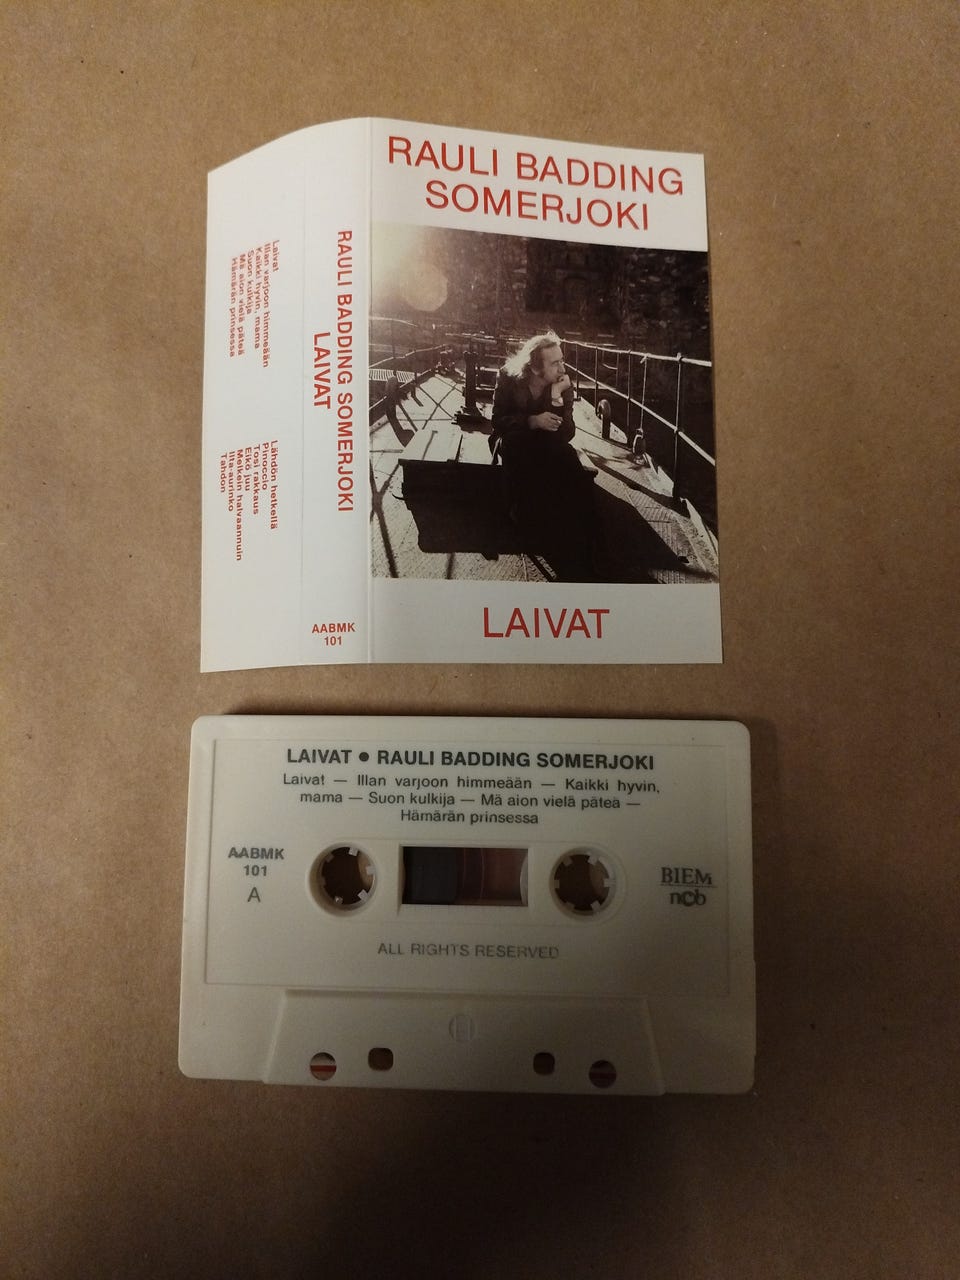 RAULI BADDING
SOMERJOKI
LAIVAT
RAULI BADDING SOMERJOKI
LAIVAT
AABMK
101
Laivat
Illan varjoon himmeään
Kaikki hyvin, mama
Suon kulkija
Mä aion vielä päteä
Hämärän prinsessa
Lähdön hetkellä
Pinoccio
Tosi rakkaus
Eikö juu
Melkein halvaannuin
Ilta-aurinko
Tahdon
LAIVAT ● RAULI BADDING SOMERJOKI
Laivat — Illan varjoon himmeään — Kaikki hyvin,
mama — Suon kulkija — Mä aion vielä päteä —
Hämärän prinsessa
AABMK
101
A
BIEM
ncb
ALL RIGHTS RESERVED